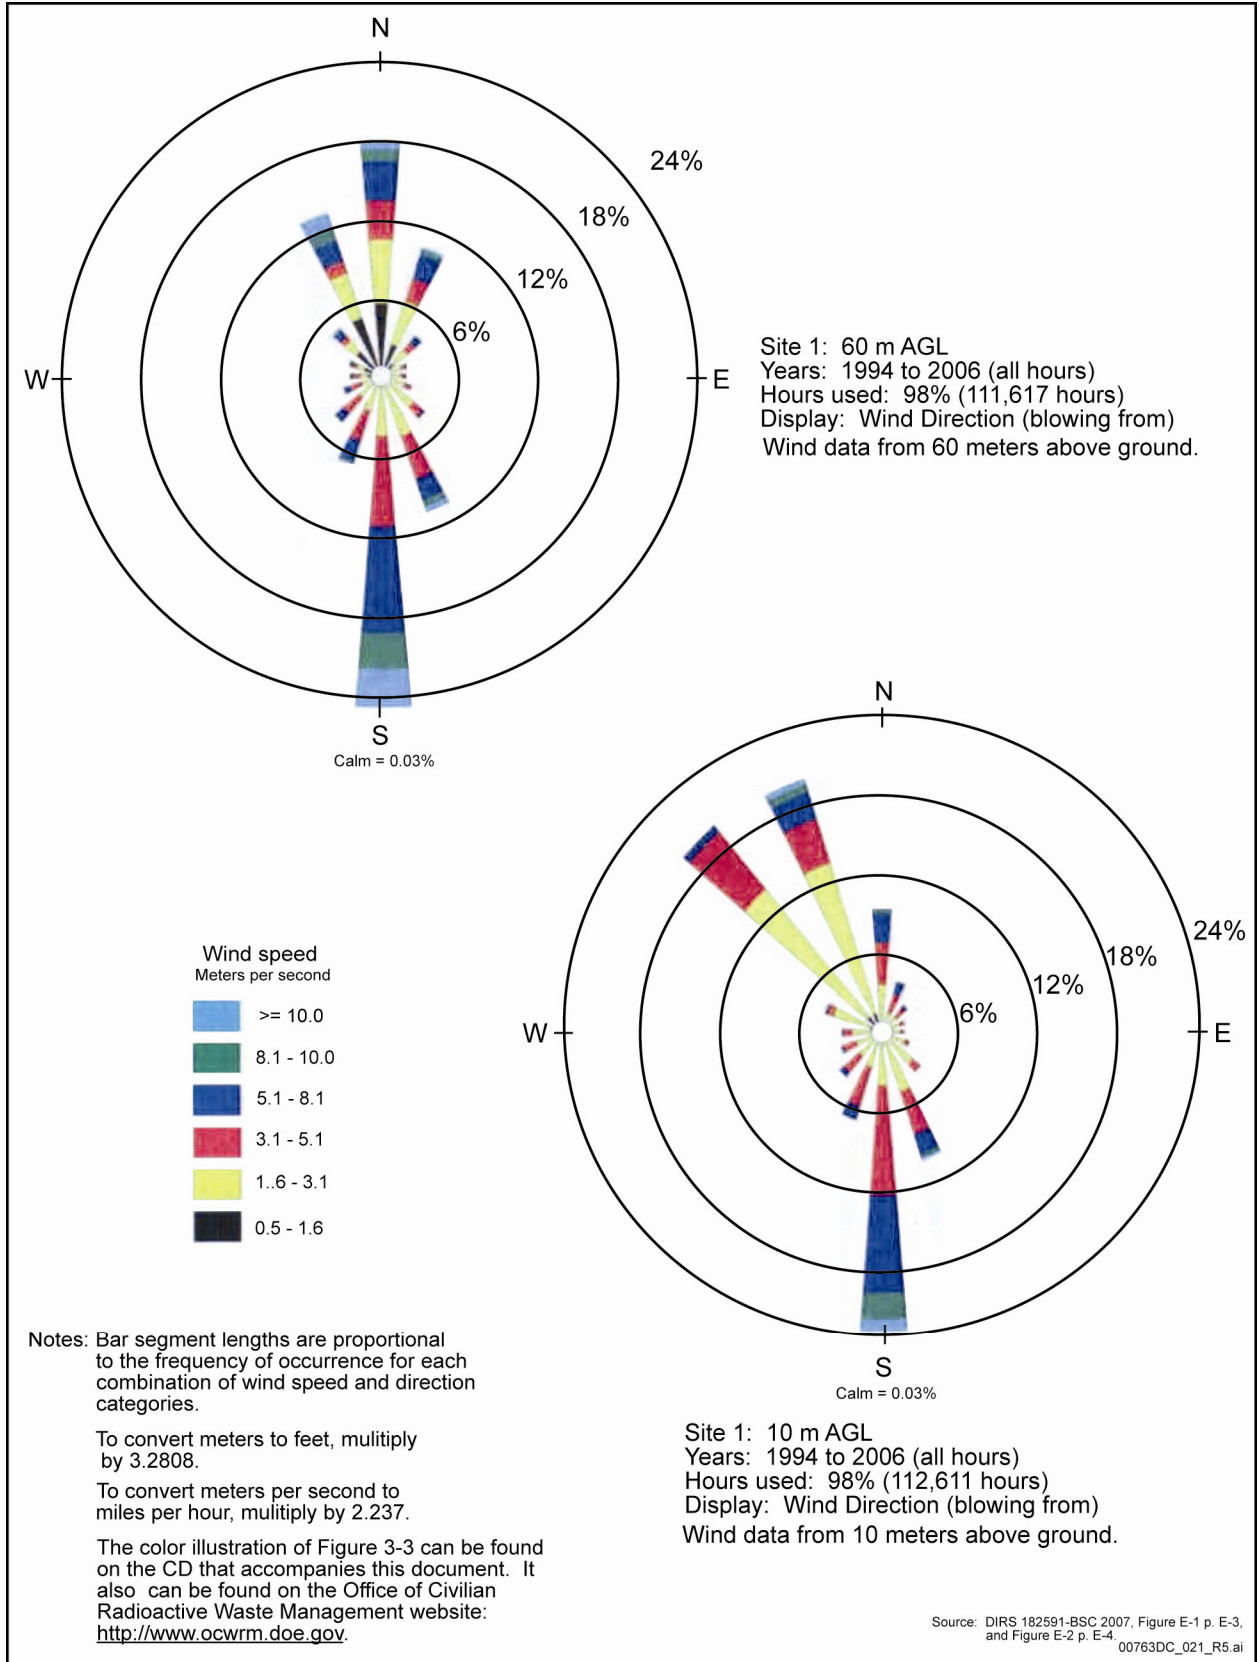 N
24%
18%
12%
6%
W
E
S
Calm = 0.03%
Site 1: 60 m AGL
Years: 1994 to 2006 (all hours)
Hours used: 98% (111,617 hours)
Display: Wind Direction (blowing from)
Wind data from 60 meters above ground.
N
24%
18%
12%
6%
W
E
S
Calm = 0.03%
Wind speed
Meters per second
>= 10.0
8.1 - 10.0
5.1 - 8.1
3.1 - 5.1
1..6 - 3.1
0.5 - 1.6
Site 1: 10 m AGL
Years: 1994 to 2006 (all hours)
Hours used: 98% (112,611 hours)
Display: Wind Direction (blowing from)
Wind data from 10 meters above ground.
Notes: Bar segment lengths are proportional
to the frequency of occurrence for each
combination of wind speed and direction
categories.
To convert meters to feet, mulitiply
by 3.2808.
To convert meters per second to
miles per hour, mulitiply by 2.237.
The color illustration of Figure 3-3 can be found
on the CD that accompanies this document. It
also can be found on the Office of Civilian
Radioactive Waste Management website:
http://www.ocwrm.doe.gov.
Source: DIRS 182591-BSC 2007, Figure E-1 p. E-3,
and Figure E-2 p. E-4.
00763DC_021_R5.ai